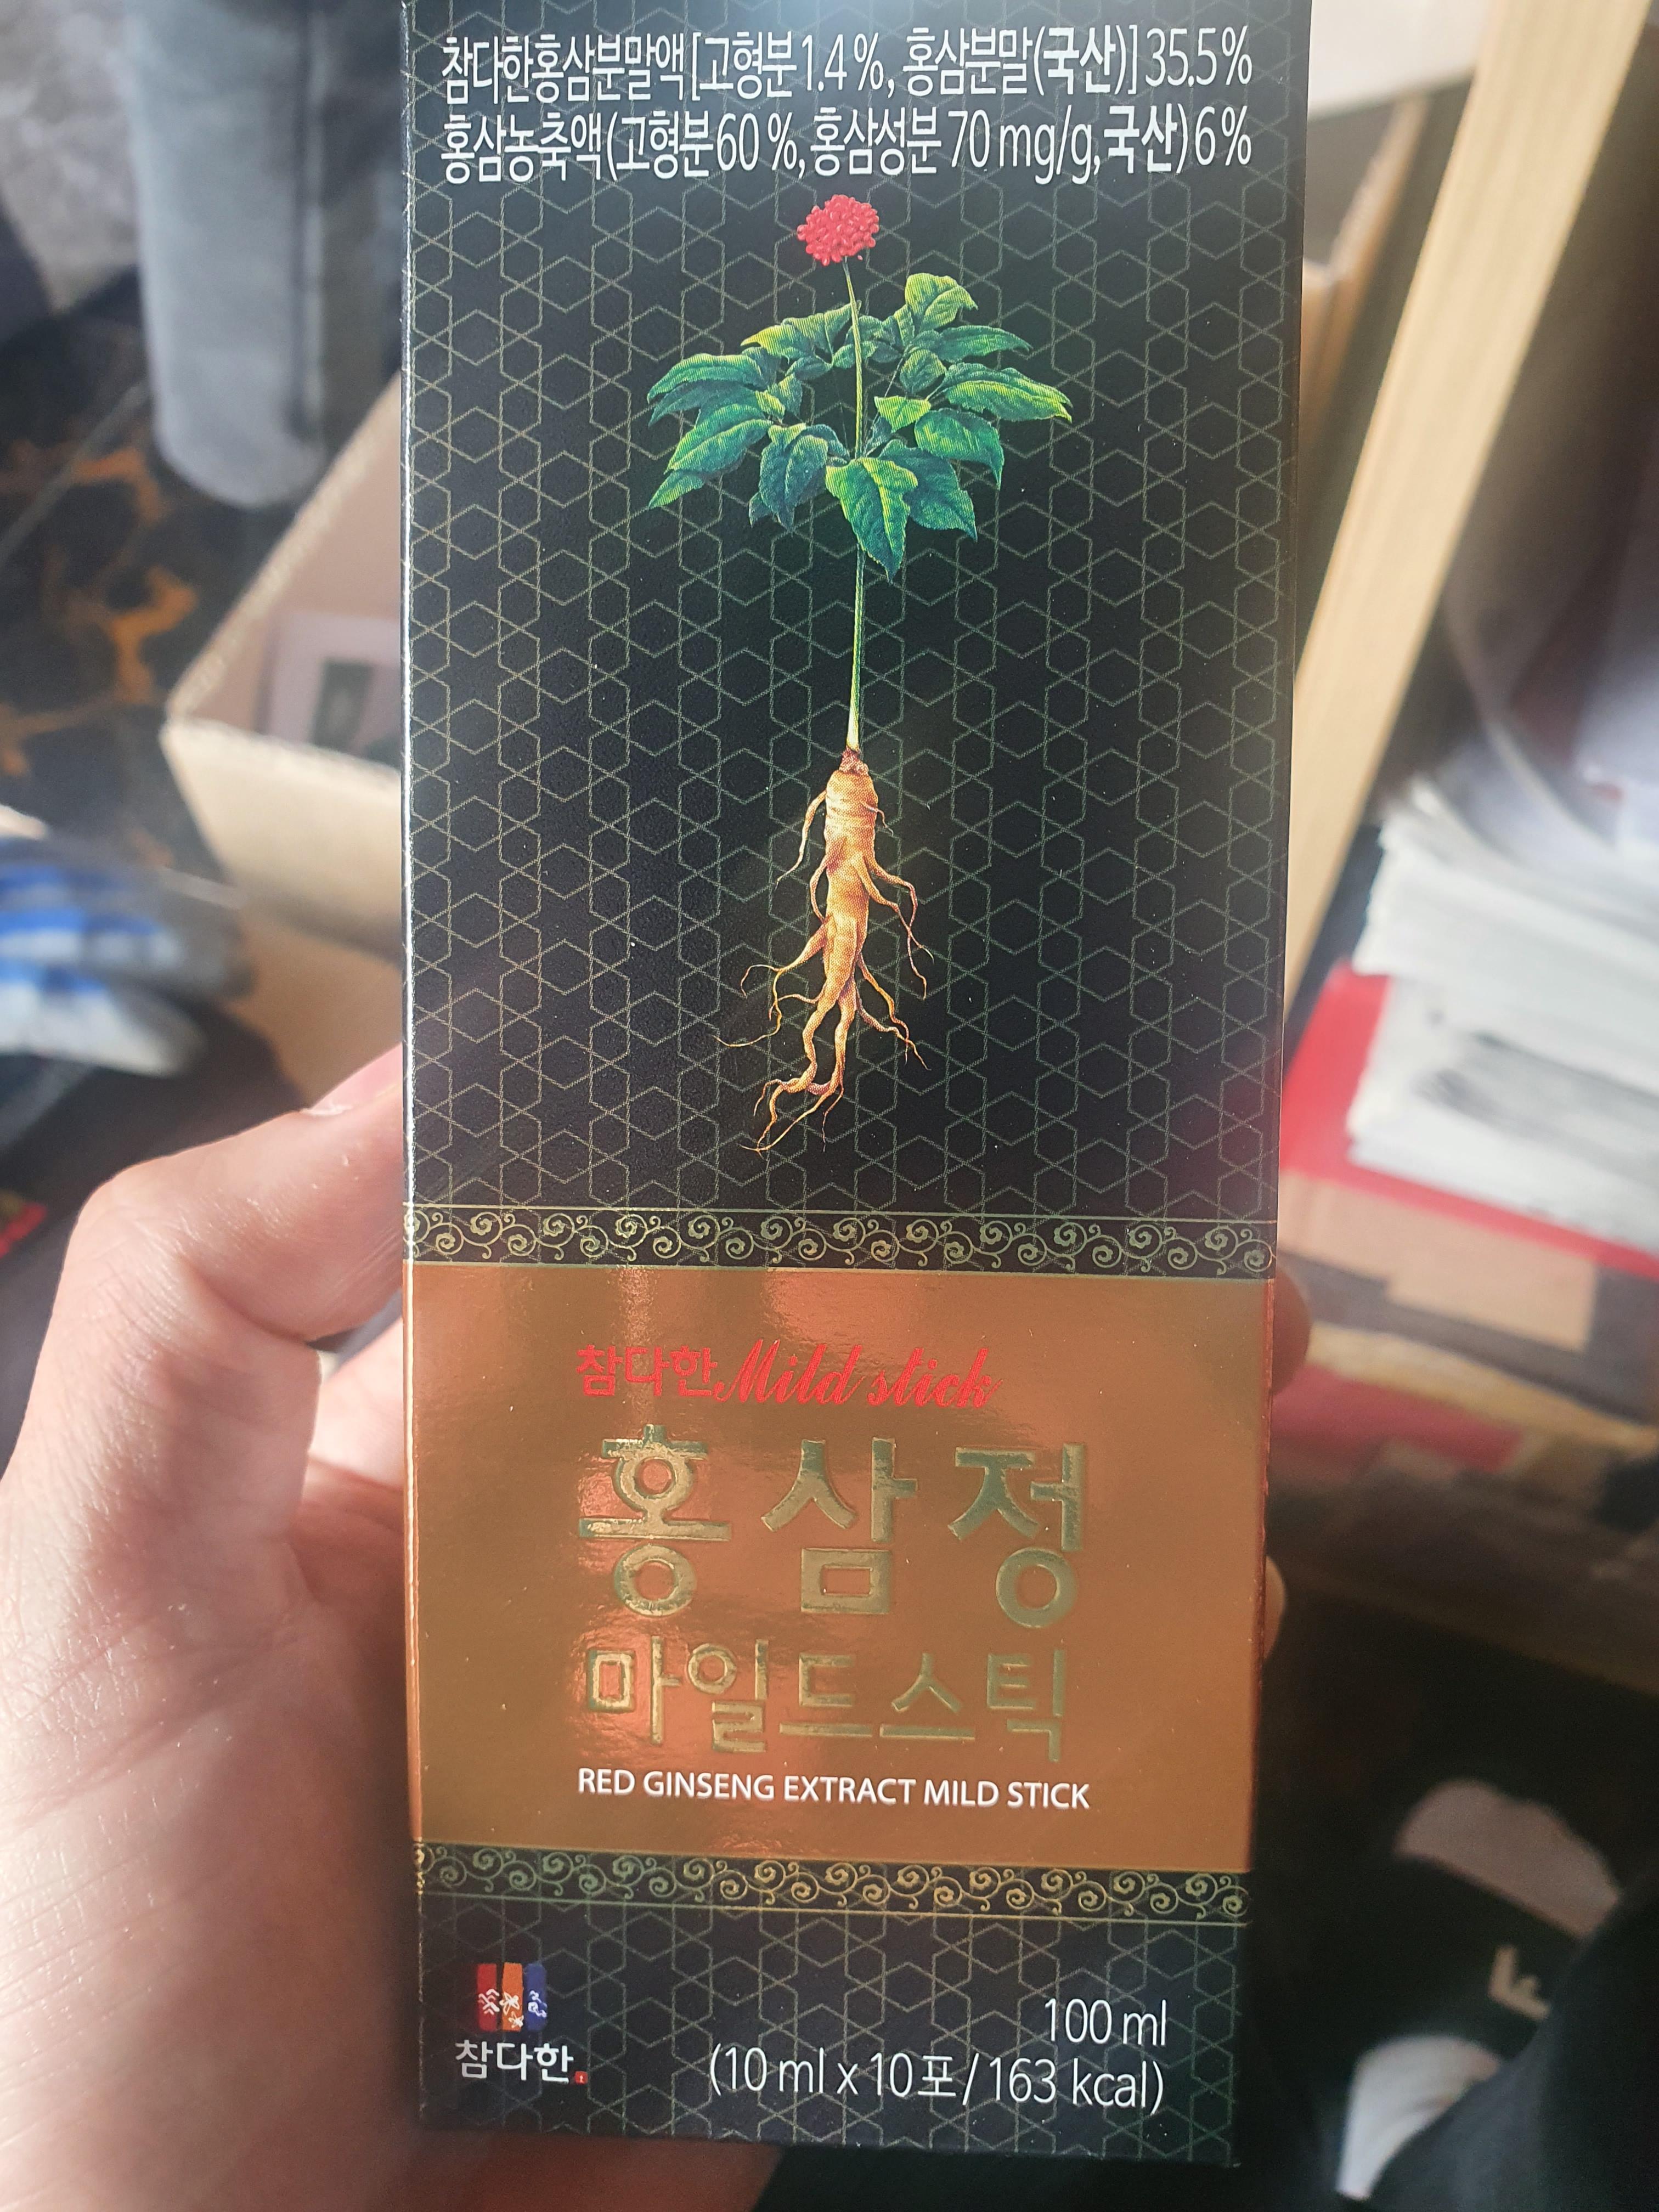 참다한홍삼분말액[고형분1.4%, 홍삼분말(국산)]35.5%
홍삼농축액(고형분60%, 홍삼성분 70mg/g, 국산)6%
참다한 Mild stick
홍삼정
마일드스틱
RED GINSENG EXTRACT MILD STICK
참다한
100 ml
(10 ml x 10포/163 kcal)